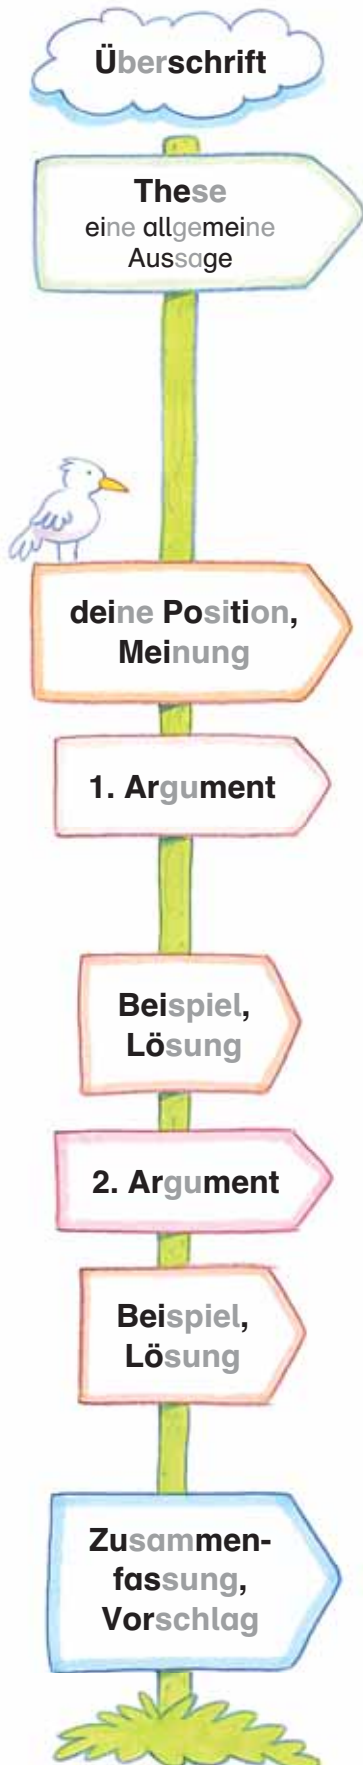 Überschrift
These
eine allgemeine
Aussage
deine Position,
Meinung
1. Argument
Beispiel,
Lösung
2. Argument
Beispiel,
Lösung
Zusammen-
fassung,
Vorschlag